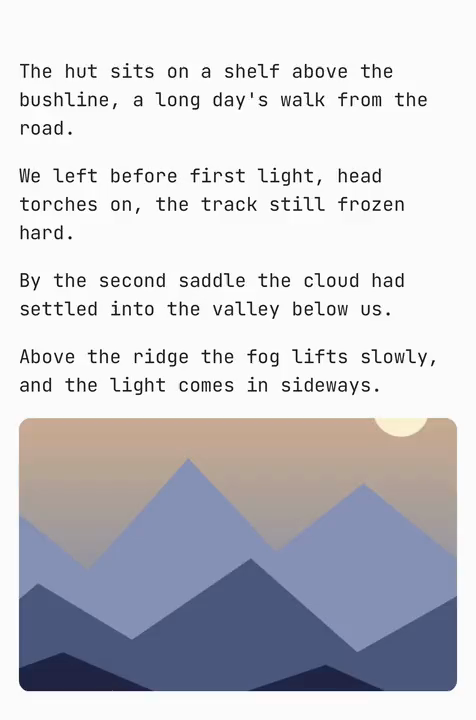 The hut sits on a shelf above the
bushline, a long day's walk from the
road.
We left before first light, head
torches on, the track still frozen
hard.
By the second saddle the cloud had
settled into the valley below us.
Above the ridge the fog lifts slowly,
and the light comes in sideways.